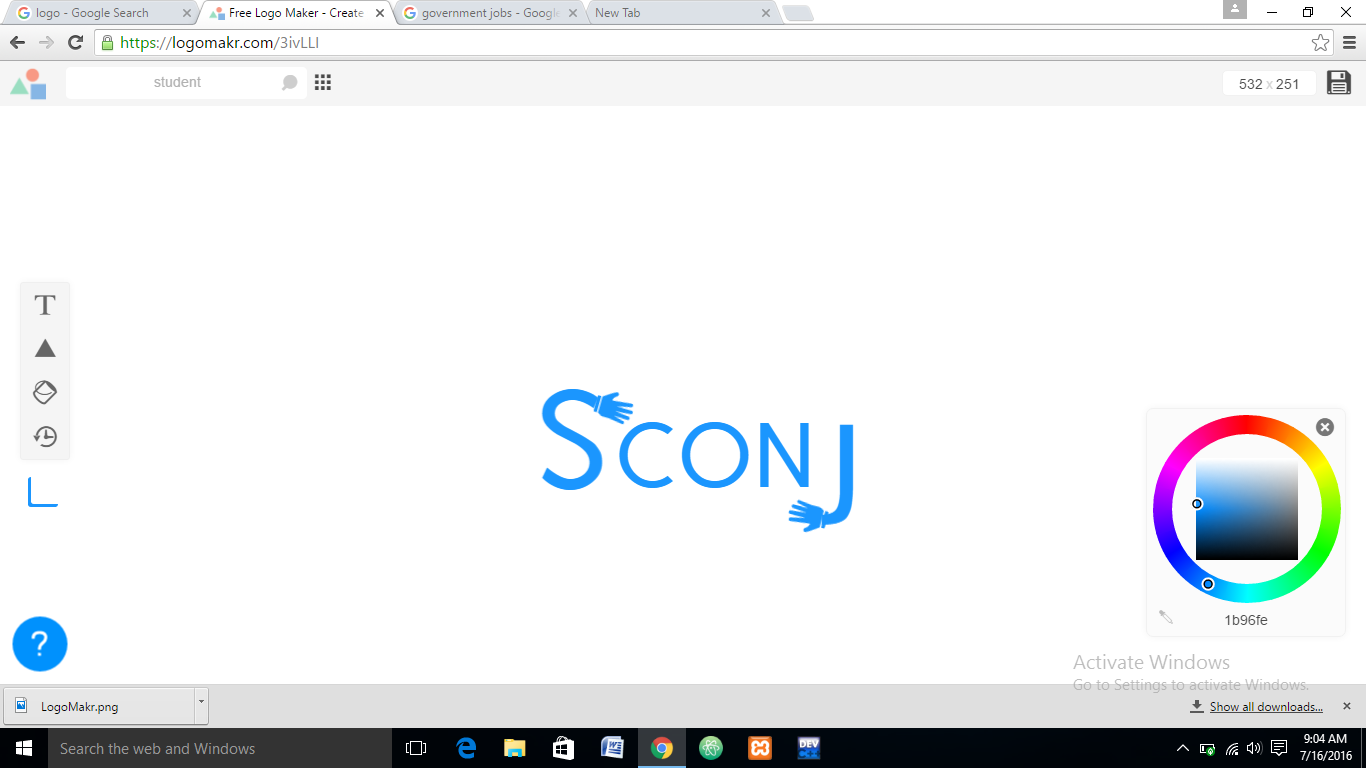 logo - Google Search
Free Logo Maker - Create
government jobs - Google
New Tab
https://logomakr.com/3ivLLI
student
532 x 251
T
SCONJ
1b96fe
?
Activate Windows
Go to Settings to activate Windows.
LogoMakr.png
Show all downloads...
Search the web and Windows
DEV
C++
9:04 AM
7/16/2016